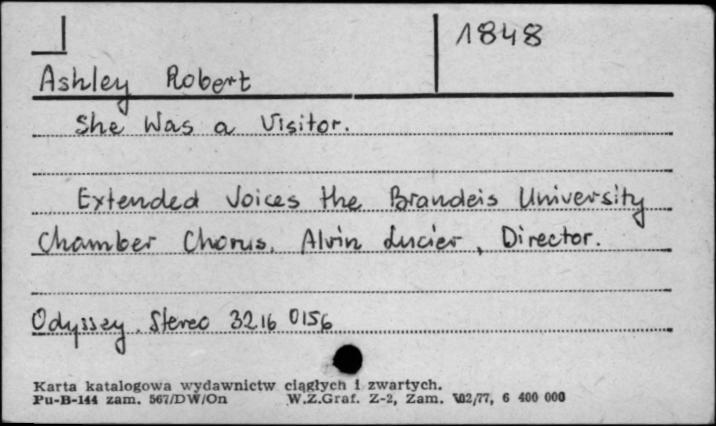 1848
Ashley Robert
She Was a Visitor.
Extended Voices the Brandeis University
Chamber Chorus. Alvin Lucier, Director.
Odyssey. Stereo 3216 0156
Karta katalogowa wydawnictw ciągłych i zwartych.
Pu-B-144 zam. 567/DW/On W.Z.Graf. Z-2, Zam. 102/77, 6 400 000